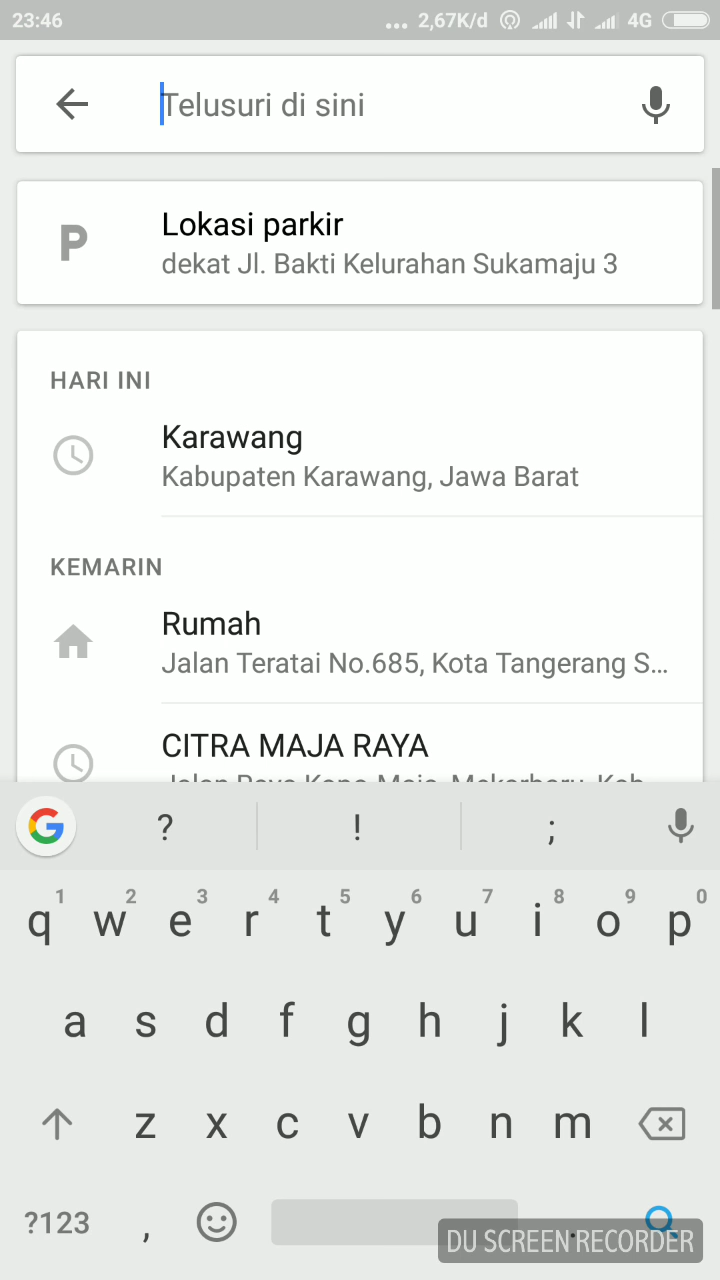 23:46
... 2,67K/d 4G
Telusuri di sini
P
Lokasi parkir
dekat Jl. Bakti Kelurahan Sukamaju 3
HARI INI
Karawang
Kabupaten Karawang, Jawa Barat
KEMARIN
Rumah
Jalan Teratai No.685, Kota Tangerang S...
CITRA MAJA RAYA
G ? ! ;
1 2 3 4 5 6 7 8 9 0
q w e r t y u i o p
a s d f g h j k l
z x c v b n m
?123 , .
DU SCREEN RECORDER